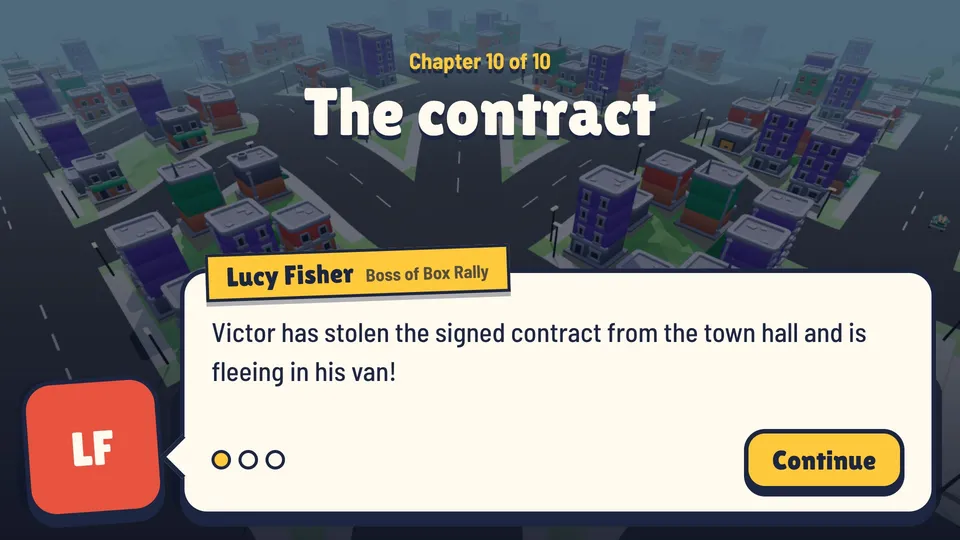 Chapter 10 of 10
The contract
Lucy Fisher Boss of Box Rally
Victor has stolen the signed contract from the town hall and is
fleeing in his van!
LF
Continue